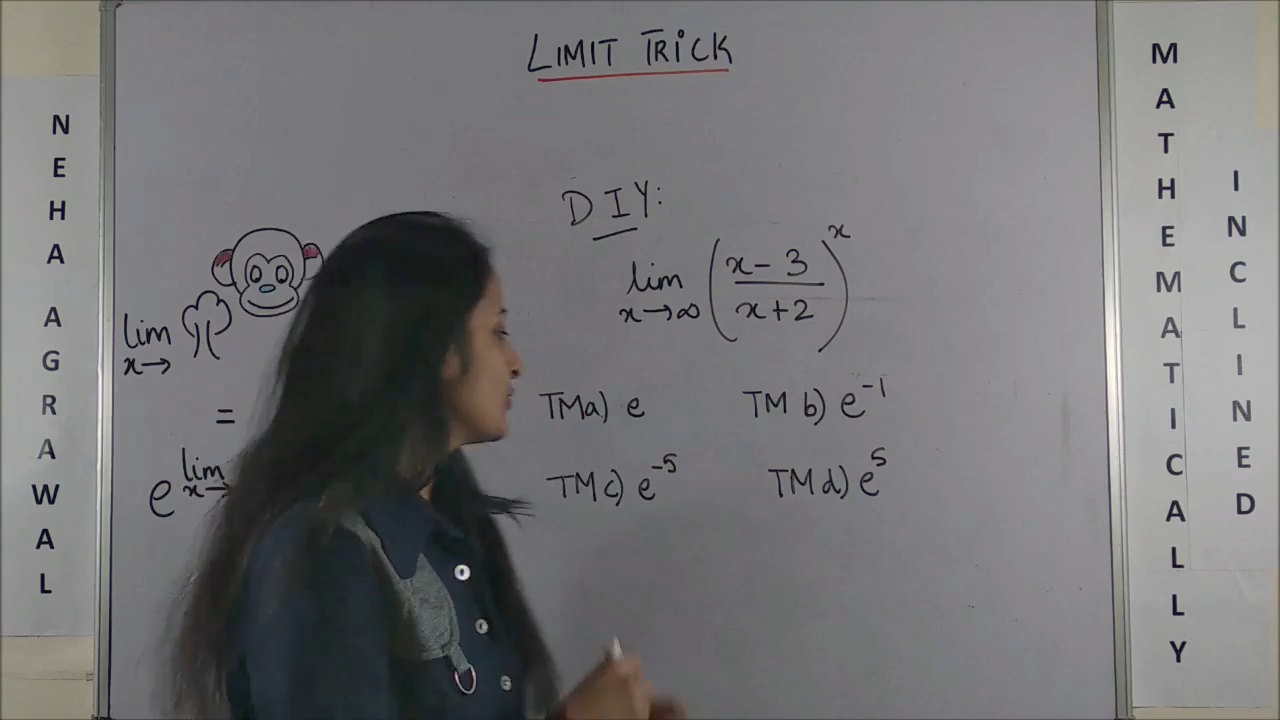 LIMIT TRICK
NEHA AGRAWAL
DIY:
lim x→∞ ((x-3)/(x+2))^x
TMa) e
TM b) e^-1
TMc) e^-5
TMd) e^5
lim x→
=
e^lim x→
MATHEMATICALLY
INCLINED